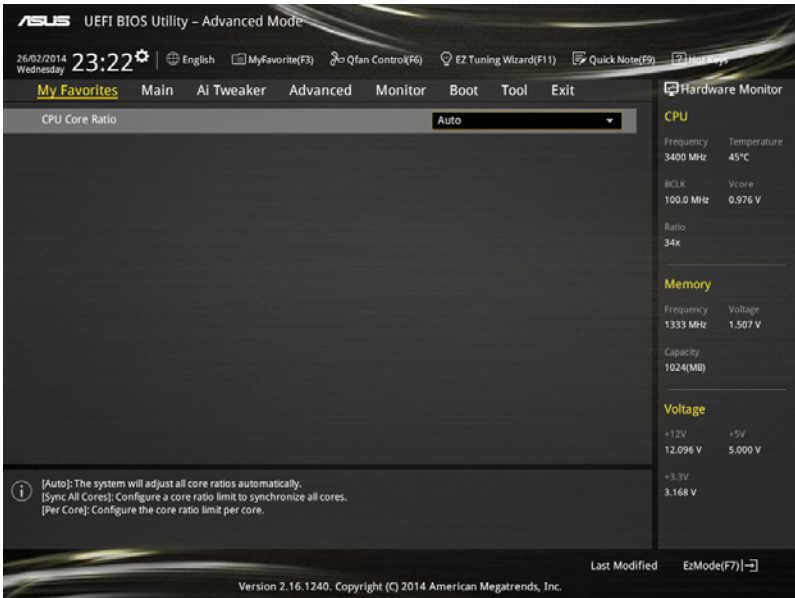 ASUS UEFI BIOS Utility – Advanced Mode
26/02/2014
Wednesday
23:22
English
MyFavorite(F3)
Qfan Control(F6)
EZ Tuning Wizard(F11)
Quick Note(F9)
Hot Keys
My Favorites Main Ai Tweaker Advanced Monitor Boot Tool Exit
CPU Core Ratio Auto
Hardware Monitor
CPU
Frequency Temperature
3400 MHz 45°C
BCLK Vcore
100.0 MHz 0.976 V
Ratio
34x
Memory
Frequency Voltage
1333 MHz 1.507 V
Capacity
1024(MB)
Voltage
+12V +5V
12.096 V 5.000 V
+3.3V
3.168 V
[Auto]: The system will adjust all core ratios automatically.
[Sync All Cores]: Configure a core ratio limit to synchronize all cores.
[Per Core]: Configure the core ratio limit per core.
Last Modified EzMode(F7)
Version 2.16.1240. Copyright (C) 2014 American Megatrends, Inc.